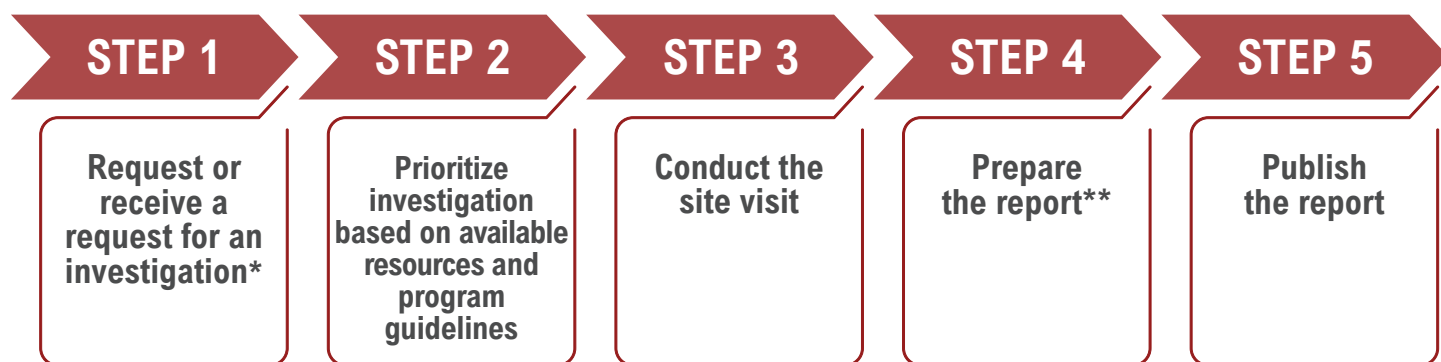 STEP 1
Request or
receive a
request for an
investigation*
STEP 2
Prioritize
investigation
based on available
resources and
program
guidelines
STEP 3
Conduct the
site visit
STEP 4
Prepare
the report**
STEP 5
Publish
the report